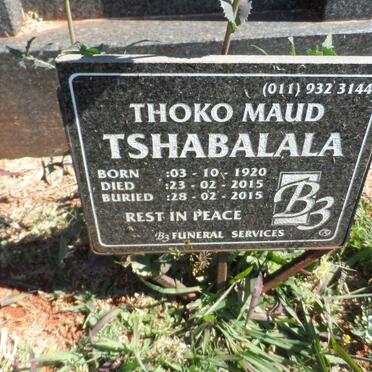 (011) 932 3144
THOKO MAUD
TSHABALALA
BORN :03 - 10 - 1920
DIED :23 - 02 - 2015
BURIED :28 - 02 - 2015
REST IN PEACE
B3
B3 FUNERAL SERVICES